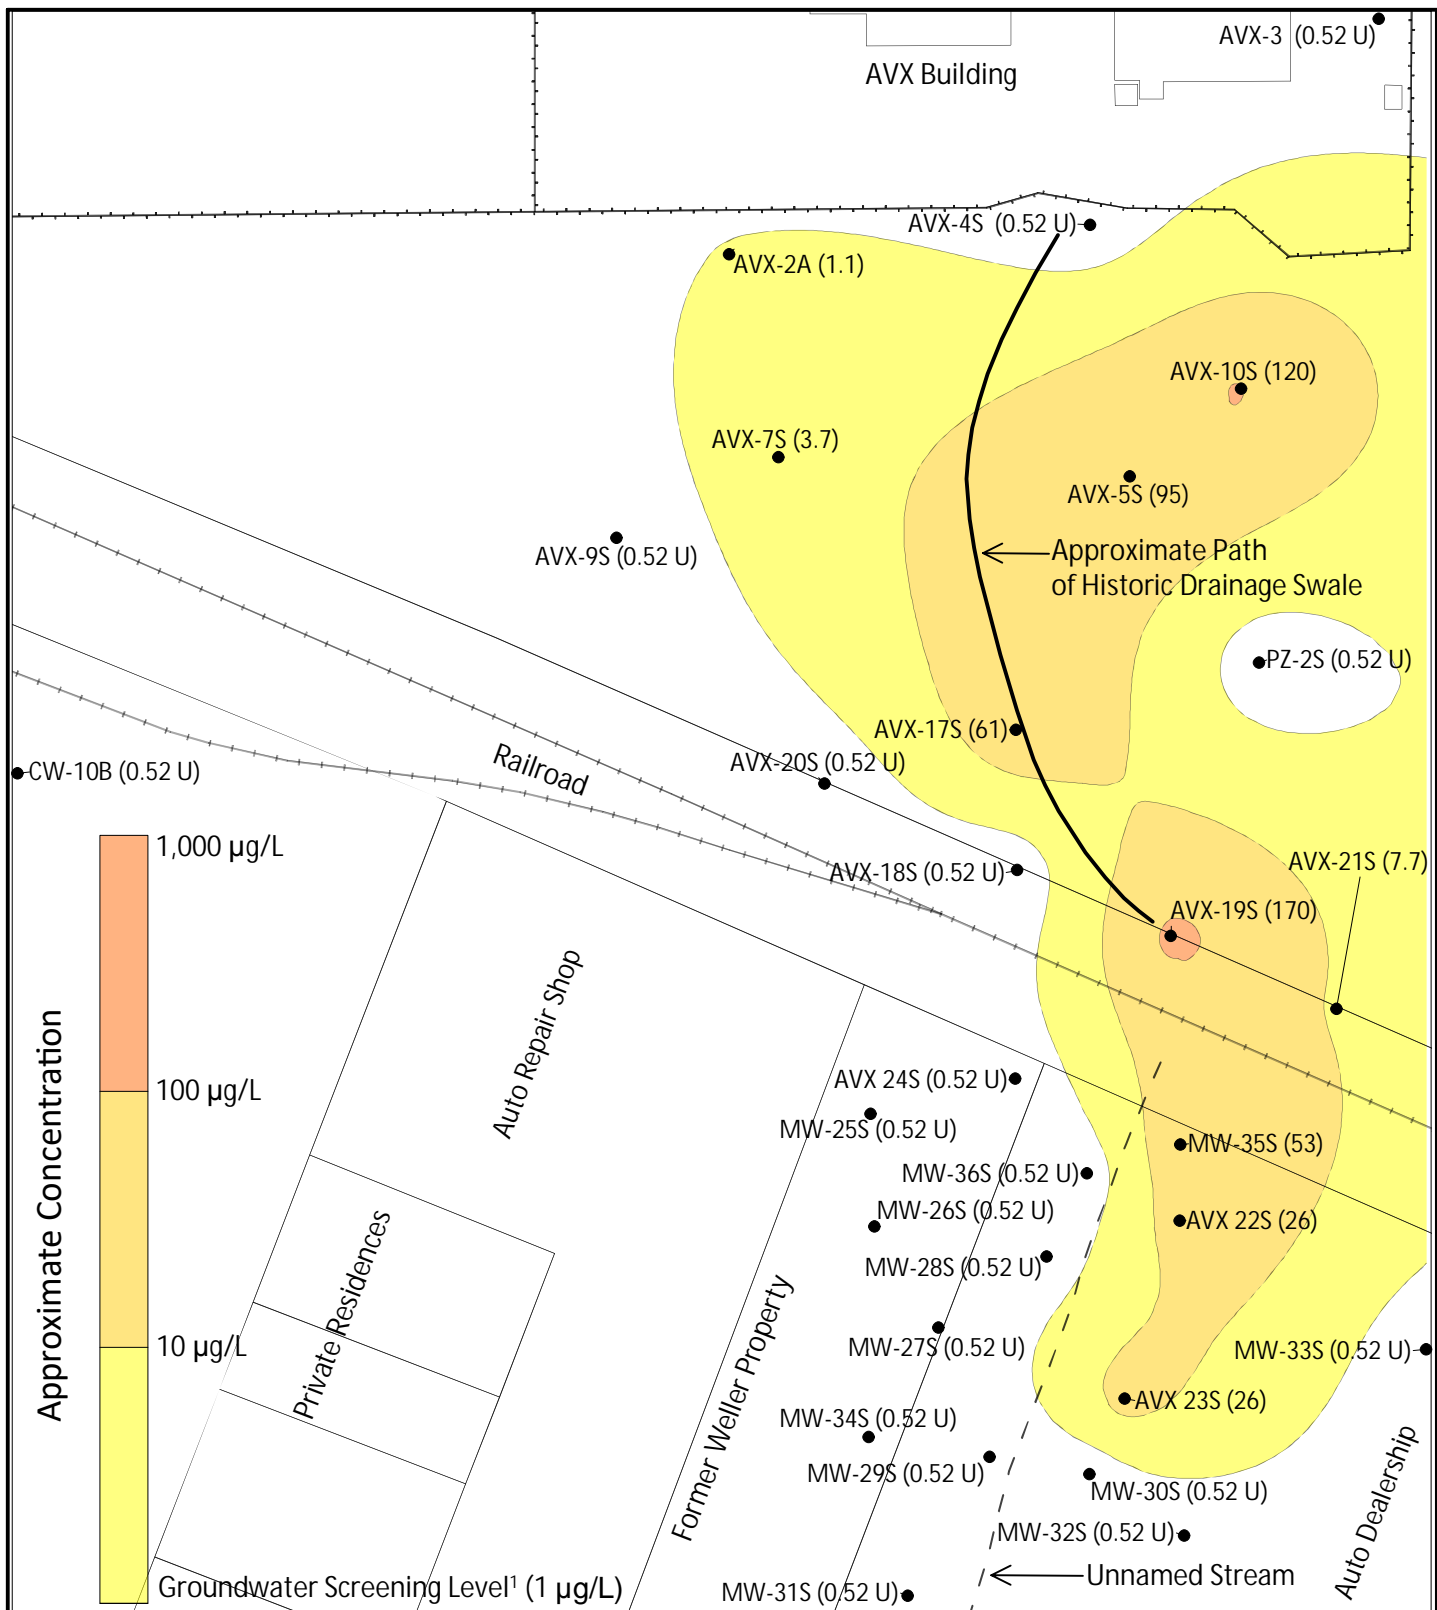 AVX-3 (0.52 U)
AVX Building
AVX-4S (0.52 U)
AVX-2A (1.1)
AVX-10S (120)
AVX-7S (3.7)
AVX-5S (95)
AVX-9S (0.52 U)
Approximate Path
of Historic Drainage Swale
PZ-2S (0.52 U)
AVX-17S (61)
AVX-20S (0.52 U)
Railroad
CW-10B (0.52 U)
1,000 µg/L
AVX-18S (0.52 U)
AVX-21S (7.7)
AVX-19S (170)
Auto Repair Shop
Approximate Concentration
100 µg/L
AVX 24S (0.52 U)
MW-25S (0.52 U)
MW-35S (53)
MW-36S (0.52 U)
MW-26S (0.52 U)
AVX 22S (26)
MW-28S (0.52 U)
Private Residences
10 µg/L
MW-27S (0.52 U)
MW-33S (0.52 U)
Former Weller Property
AVX 23S (26)
MW-34S (0.52 U)
MW-29S (0.52 U)
MW-30S (0.52 U)
MW-32S (0.52 U)
Auto Dealership
Groundwater Screening Level¹ (1 µg/L)
MW-31S (0.52 U)
Unnamed Stream